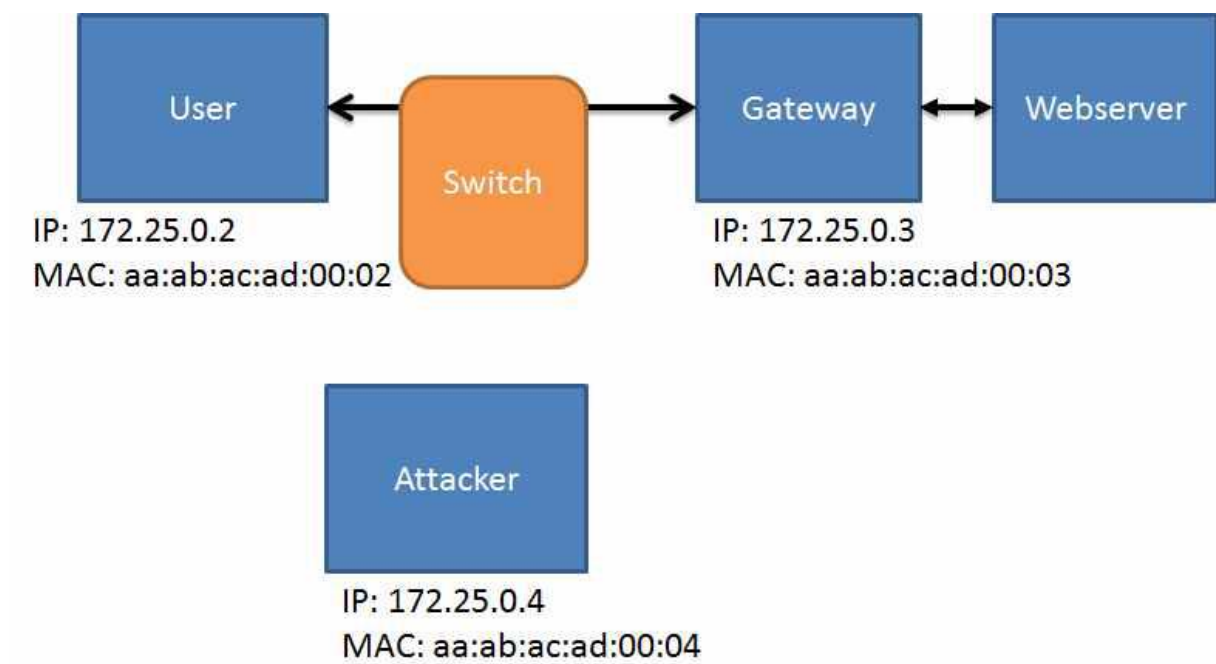 User
Switch
Gateway
Webserver
IP: 172.25.0.2
MAC: aa:ab:ac:ad:00:02
IP: 172.25.0.3
MAC: aa:ab:ac:ad:00:03
Attacker
IP: 172.25.0.4
MAC: aa:ab:ac:ad:00:04